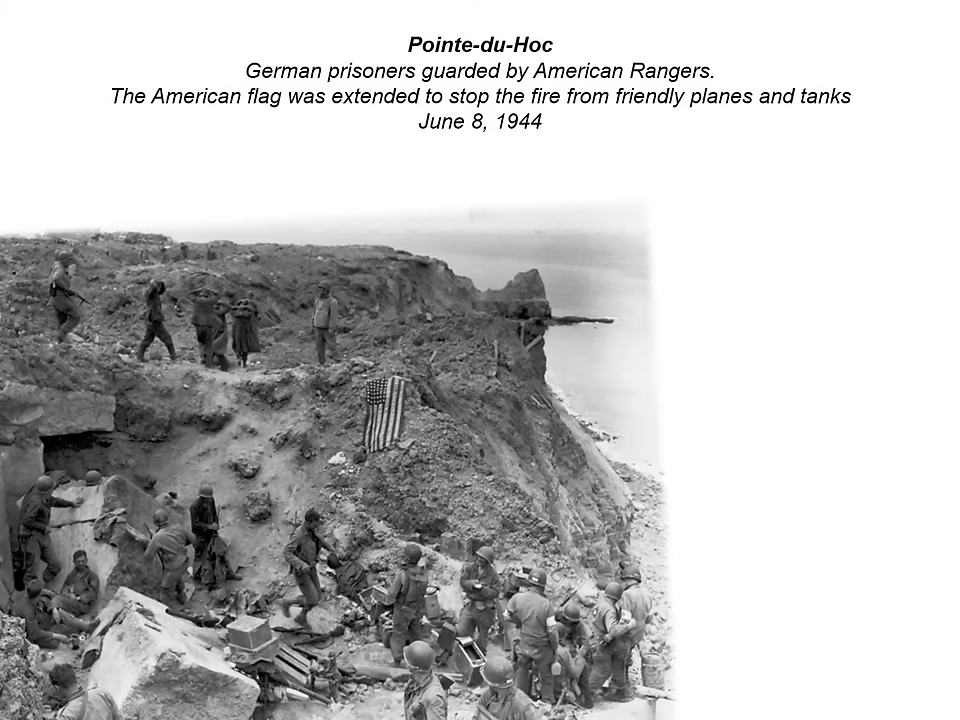 Pointe-du-Hoc
German prisoners guarded by American Rangers.
The American flag was extended to stop the fire from friendly planes and tanks
June 8, 1944